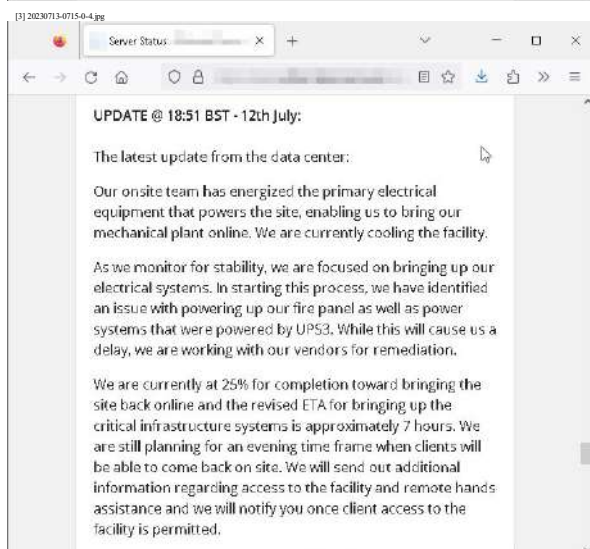 [3] 20230713-0715-0-4.jpg
Server Status
UPDATE @ 18:51 BST - 12th July:
The latest update from the data center:
Our onsite team has energized the primary electrical
equipment that powers the site, enabling us to bring our
mechanical plant online. We are currently cooling the facility.
As we monitor for stability, we are focused on bringing up our
electrical systems. In starting this process, we have identified
an issue with powering up our fire panel as well as power
systems that were powered by UPS3. While this will cause us a
delay, we are working with our vendors for remediation.
We are currently at 25% for completion toward bringing the
site back online and the revised ETA for bringing up the
critical infrastructure systems is approximately 7 hours. We
are still planning for an evening time frame when clients will
be able to come back on site. We will send out additional
information regarding access to the facility and remote hands
assistance and we will notify you once client access to the
facility is permitted.